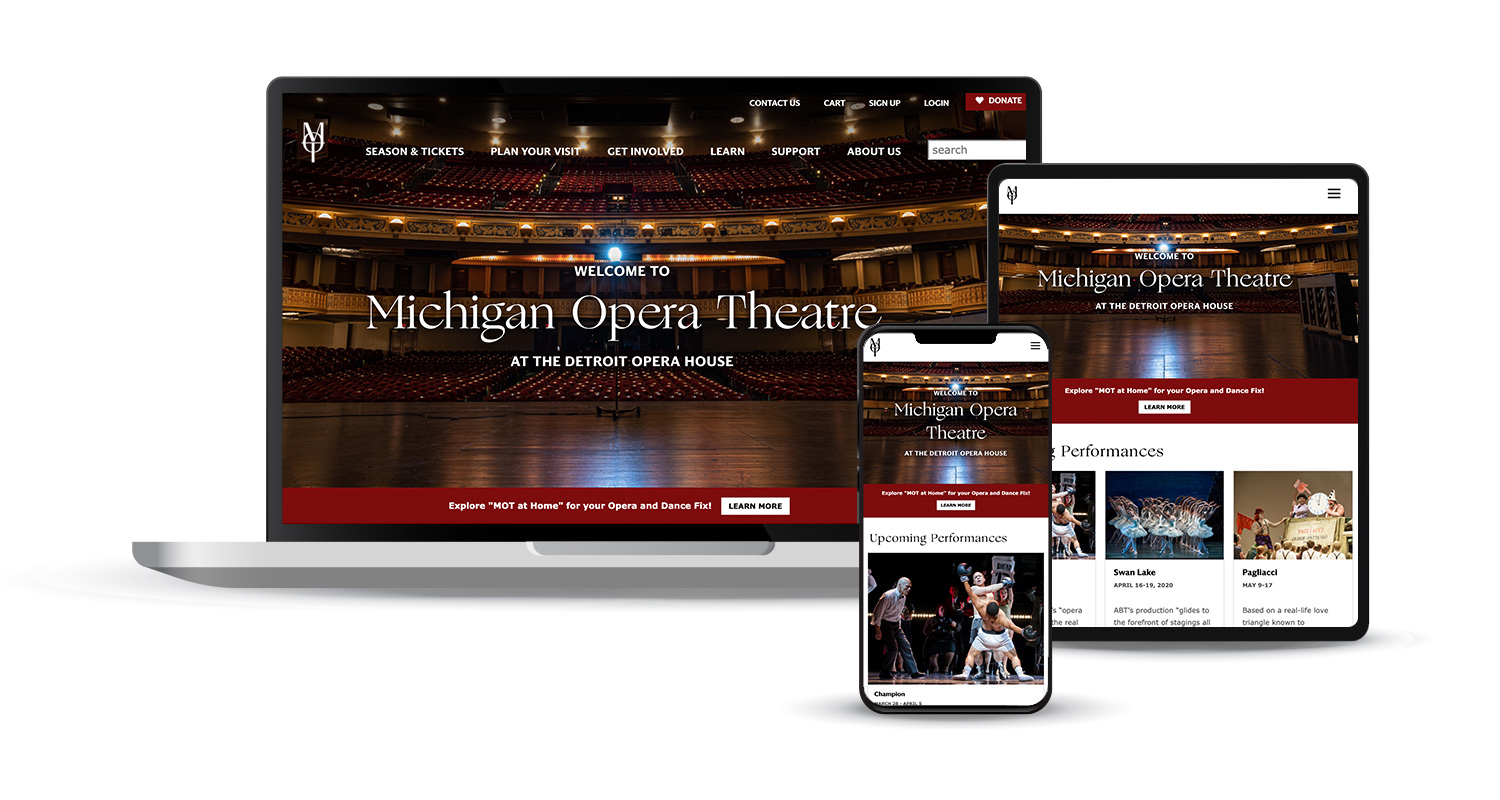 CONTACT US CART SIGN UP LOGIN DONATE
SEASON & TICKETS PLAN YOUR VISIT GET INVOLVED LEARN SUPPORT ABOUT US search
WELCOME TO
Michigan Opera Theatre
AT THE DETROIT OPERA HOUSE
Explore "MOT at Home" for your Opera and Dance Fix! LEARN MORE
WELCOME TO
Michigan Opera Theatre
AT THE DETROIT OPERA HOUSE
Explore "MOT at Home" for your Opera and Dance Fix!
LEARN MORE
g Performances
PAGLIACCI
Swan Lake
APRIL 16-19, 2020
ABT's production "glides to
the forefront of stagings all
Pagliacci
MAY 9-17
Based on a real-life love
triangle known to
's "opera
the real
WELCOME TO
Michigan Opera
Theatre
AT THE DETROIT OPERA HOUSE
Explore "MOT at Home" for your Opera and Dance Fix!
LEARN MORE
Upcoming Performances
Champion
MARCH 28 - APRIL 5